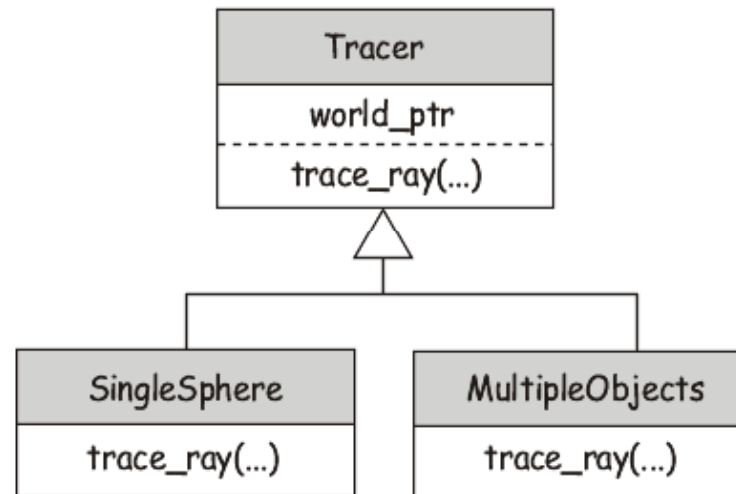 Tracer
world_ptr
trace_ray(...)
SingleSphere
trace_ray(...)
MultipleObjects
trace_ray(...)